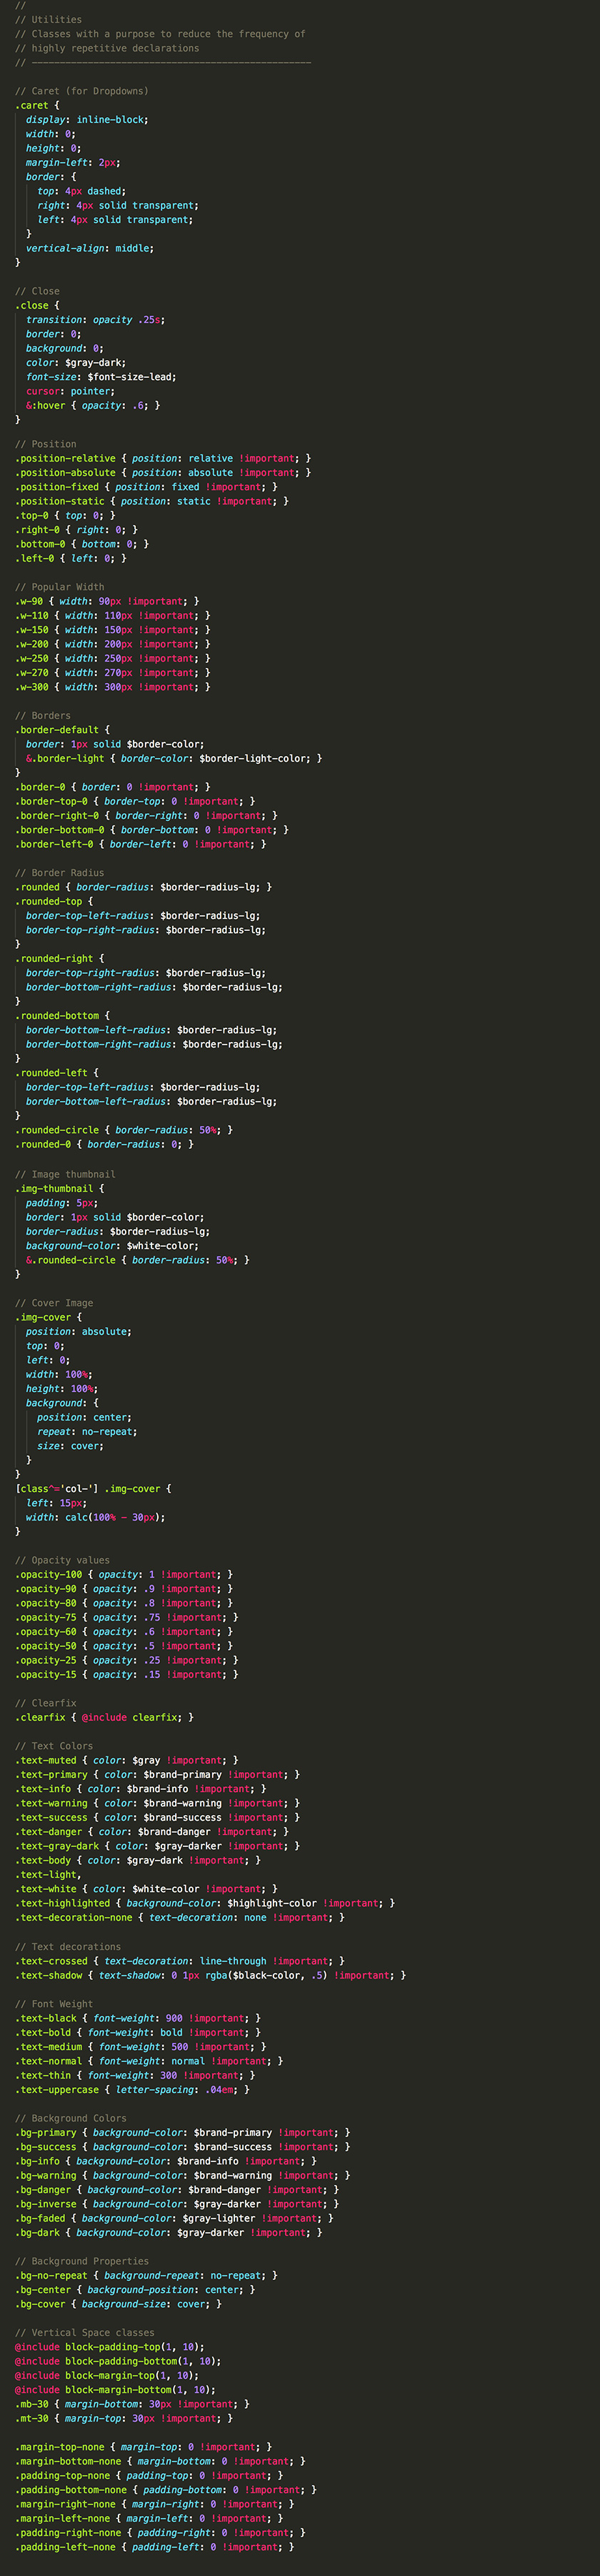 //
// Utilities
// Classes with a purpose to reduce the frequency of
// highly repetitive declarations
// --------------------------------------------------
// Caret (for Dropdowns)
.caret {
display: inline-block;
width: 0;
height: 0;
margin-left: 2px;
border: {
top: 4px dashed;
right: 4px solid transparent;
left: 4px solid transparent;
}
vertical-align: middle;
}
// Close
.close {
transition: opacity .25s;
border: 0;
background: 0;
color: $gray-dark;
font-size: $font-size-lead;
cursor: pointer;
&:hover { opacity: .6; }
}
// Position
.position-relative { position: relative !important; }
.position-absolute { position: absolute !important; }
.position-fixed { position: fixed !important; }
.position-static { position: static !important; }
.top-0 { top: 0; }
.right-0 { right: 0; }
.bottom-0 { bottom: 0; }
.left-0 { left: 0; }
// Popular Width
.w-90 { width: 90px !important; }
.w-110 { width: 110px !important; }
.w-150 { width: 150px !important; }
.w-200 { width: 200px !important; }
.w-250 { width: 250px !important; }
.w-270 { width: 270px !important; }
.w-300 { width: 300px !important; }
// Borders
.border-default {
border: 1px solid $border-color;
&.border-light { border-color: $border-light-color; }
}
.border-0 { border: 0 !important; }
.border-top-0 { border-top: 0 !important; }
.border-right-0 { border-right: 0 !important; }
.border-bottom-0 { border-bottom: 0 !important; }
.border-left-0 { border-left: 0 !important; }
// Border Radius
.rounded { border-radius: $border-radius-lg; }
.rounded-top {
border-top-left-radius: $border-radius-lg;
border-top-right-radius: $border-radius-lg;
}
.rounded-right {
border-top-right-radius: $border-radius-lg;
border-bottom-right-radius: $border-radius-lg;
}
.rounded-bottom {
border-bottom-left-radius: $border-radius-lg;
border-bottom-right-radius: $border-radius-lg;
}
.rounded-left {
border-top-left-radius: $border-radius-lg;
border-bottom-left-radius: $border-radius-lg;
}
.rounded-circle { border-radius: 50%; }
.rounded-0 { border-radius: 0; }
// Image thumbnail
.img-thumbnail {
padding: 5px;
border: 1px solid $border-color;
border-radius: $border-radius-lg;
background-color: $white-color;
&.rounded-circle { border-radius: 50%; }
}
// Cover Image
.img-cover {
position: absolute;
top: 0;
left: 0;
width: 100%;
height: 100%;
background: {
position: center;
repeat: no-repeat;
size: cover;
}
}
[class^='col-'] .img-cover {
left: 15px;
width: calc(100% - 30px);
}
// Opacity values
.opacity-100 { opacity: 1 !important; }
.opacity-90 { opacity: .9 !important; }
.opacity-80 { opacity: .8 !important; }
.opacity-75 { opacity: .75 !important; }
.opacity-60 { opacity: .6 !important; }
.opacity-50 { opacity: .5 !important; }
.opacity-25 { opacity: .25 !important; }
.opacity-15 { opacity: .15 !important; }
// Clearfix
.clearfix { @include clearfix; }
// Text Colors
.text-muted { color: $gray !important; }
.text-primary { color: $brand-primary !important; }
.text-info { color: $brand-info !important; }
.text-warning { color: $brand-warning !important; }
.text-success { color: $brand-success !important; }
.text-danger { color: $brand-danger !important; }
.text-gray-dark { color: $gray-darker !important; }
.text-body { color: $gray-dark !important; }
.text-light,
.text-white { color: $white-color !important; }
.text-highlighted { background-color: $highlight-color !important; }
.text-decoration-none { text-decoration: none !important; }
// Text decorations
.text-crossed { text-decoration: line-through !important; }
.text-shadow { text-shadow: 0 1px rgba($black-color, .5) !important; }
// Font Weight
.text-black { font-weight: 900 !important; }
.text-bold { font-weight: bold !important; }
.text-medium { font-weight: 500 !important; }
.text-normal { font-weight: normal !important; }
.text-thin { font-weight: 300 !important; }
.text-uppercase { letter-spacing: .04em; }
// Background Colors
.bg-primary { background-color: $brand-primary !important; }
.bg-success { background-color: $brand-success !important; }
.bg-info { background-color: $brand-info !important; }
.bg-warning { background-color: $brand-warning !important; }
.bg-danger { background-color: $brand-danger !important; }
.bg-inverse { background-color: $gray-darker !important; }
.bg-faded { background-color: $gray-lighter !important; }
.bg-dark { background-color: $gray-darker !important; }
// Background Properties
.bg-no-repeat { background-repeat: no-repeat; }
.bg-center { background-position: center; }
.bg-cover { background-size: cover; }
// Vertical Space classes
@include block-padding-top(1, 10);
@include block-padding-bottom(1, 10);
@include block-margin-top(1, 10);
@include block-margin-bottom(1, 10);
.mb-30 { margin-bottom: 30px !important; }
.mt-30 { margin-top: 30px !important; }
.margin-top-none { margin-top: 0 !important; }
.margin-bottom-none { margin-bottom: 0 !important; }
.padding-top-none { padding-top: 0 !important; }
.padding-bottom-none { padding-bottom: 0 !important; }
.margin-right-none { margin-right: 0 !important; }
.margin-left-none { margin-left: 0 !important; }
.padding-right-none { padding-right: 0 !important; }
.padding-left-none { padding-left: 0 !important; }